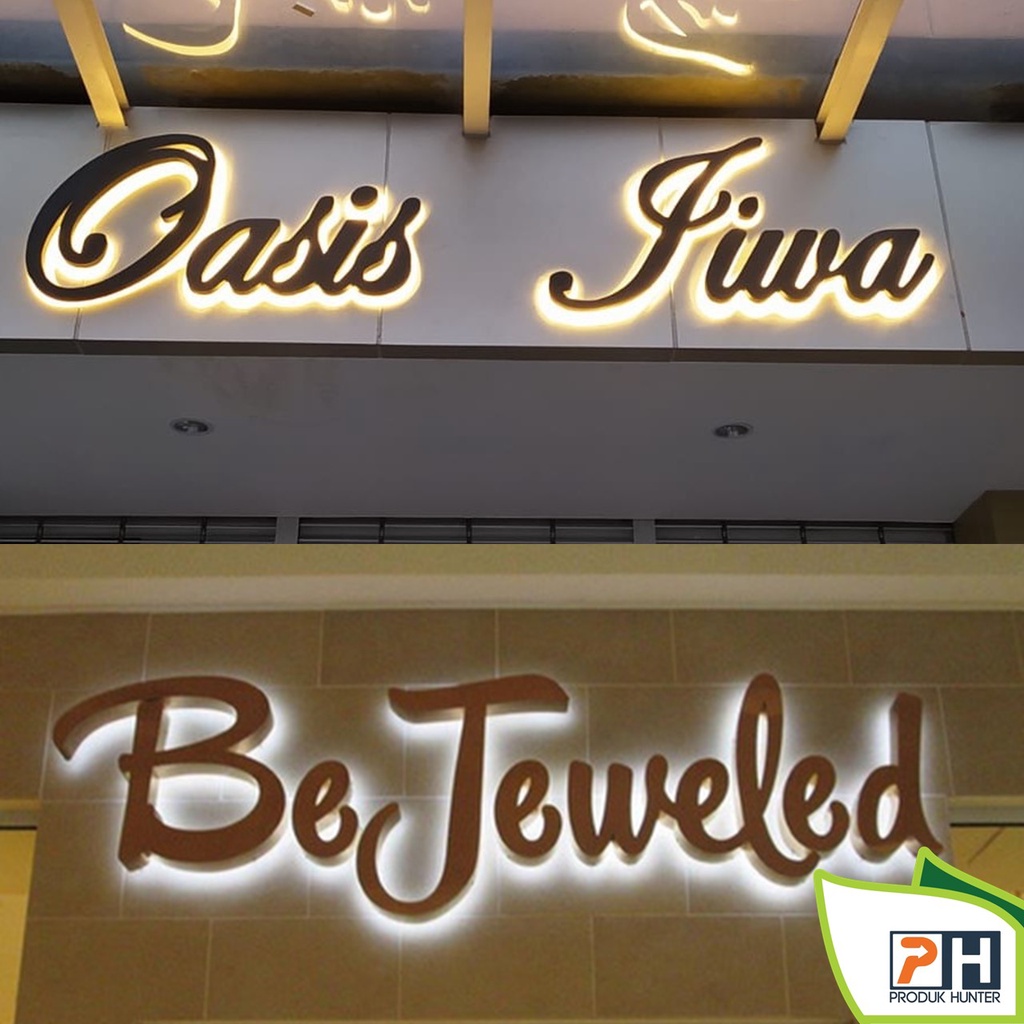 Oasis Jiwa
BeJeweled
PH
PRODUK HUNTER